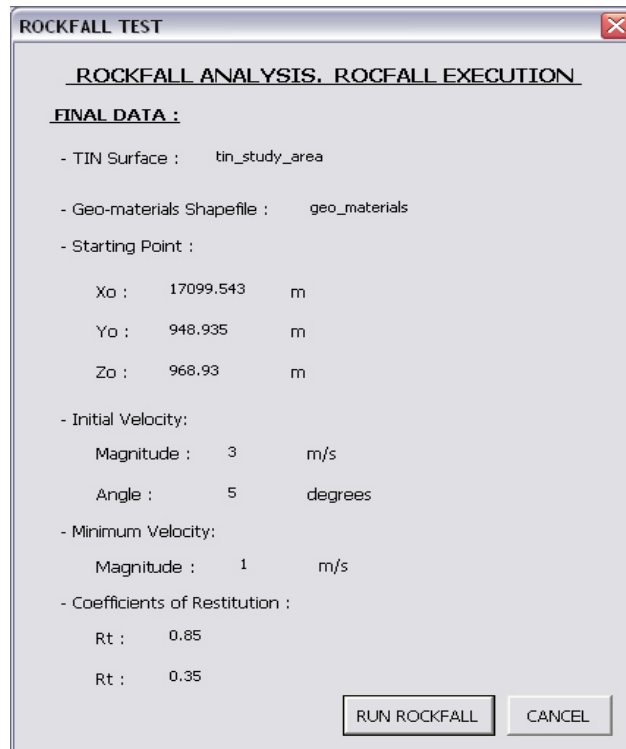 ROCKFALL TEST
ROCKFALL ANALYSIS. ROCFALL EXECUTION
FINAL DATA :
- TIN Surface : tin_study_area
- Geo-materials Shapefile : geo_materials
- Starting Point :
Xo : 17099.543 m
Yo : 948.935 m
Zo : 968.93 m
- Initial Velocity:
Magnitude : 3 m/s
Angle : 5 degrees
- Minimum Velocity:
Magnitude : 1 m/s
- Coefficients of Restitution :
Rt : 0.85
Rt : 0.35
RUN ROCKFALL CANCEL